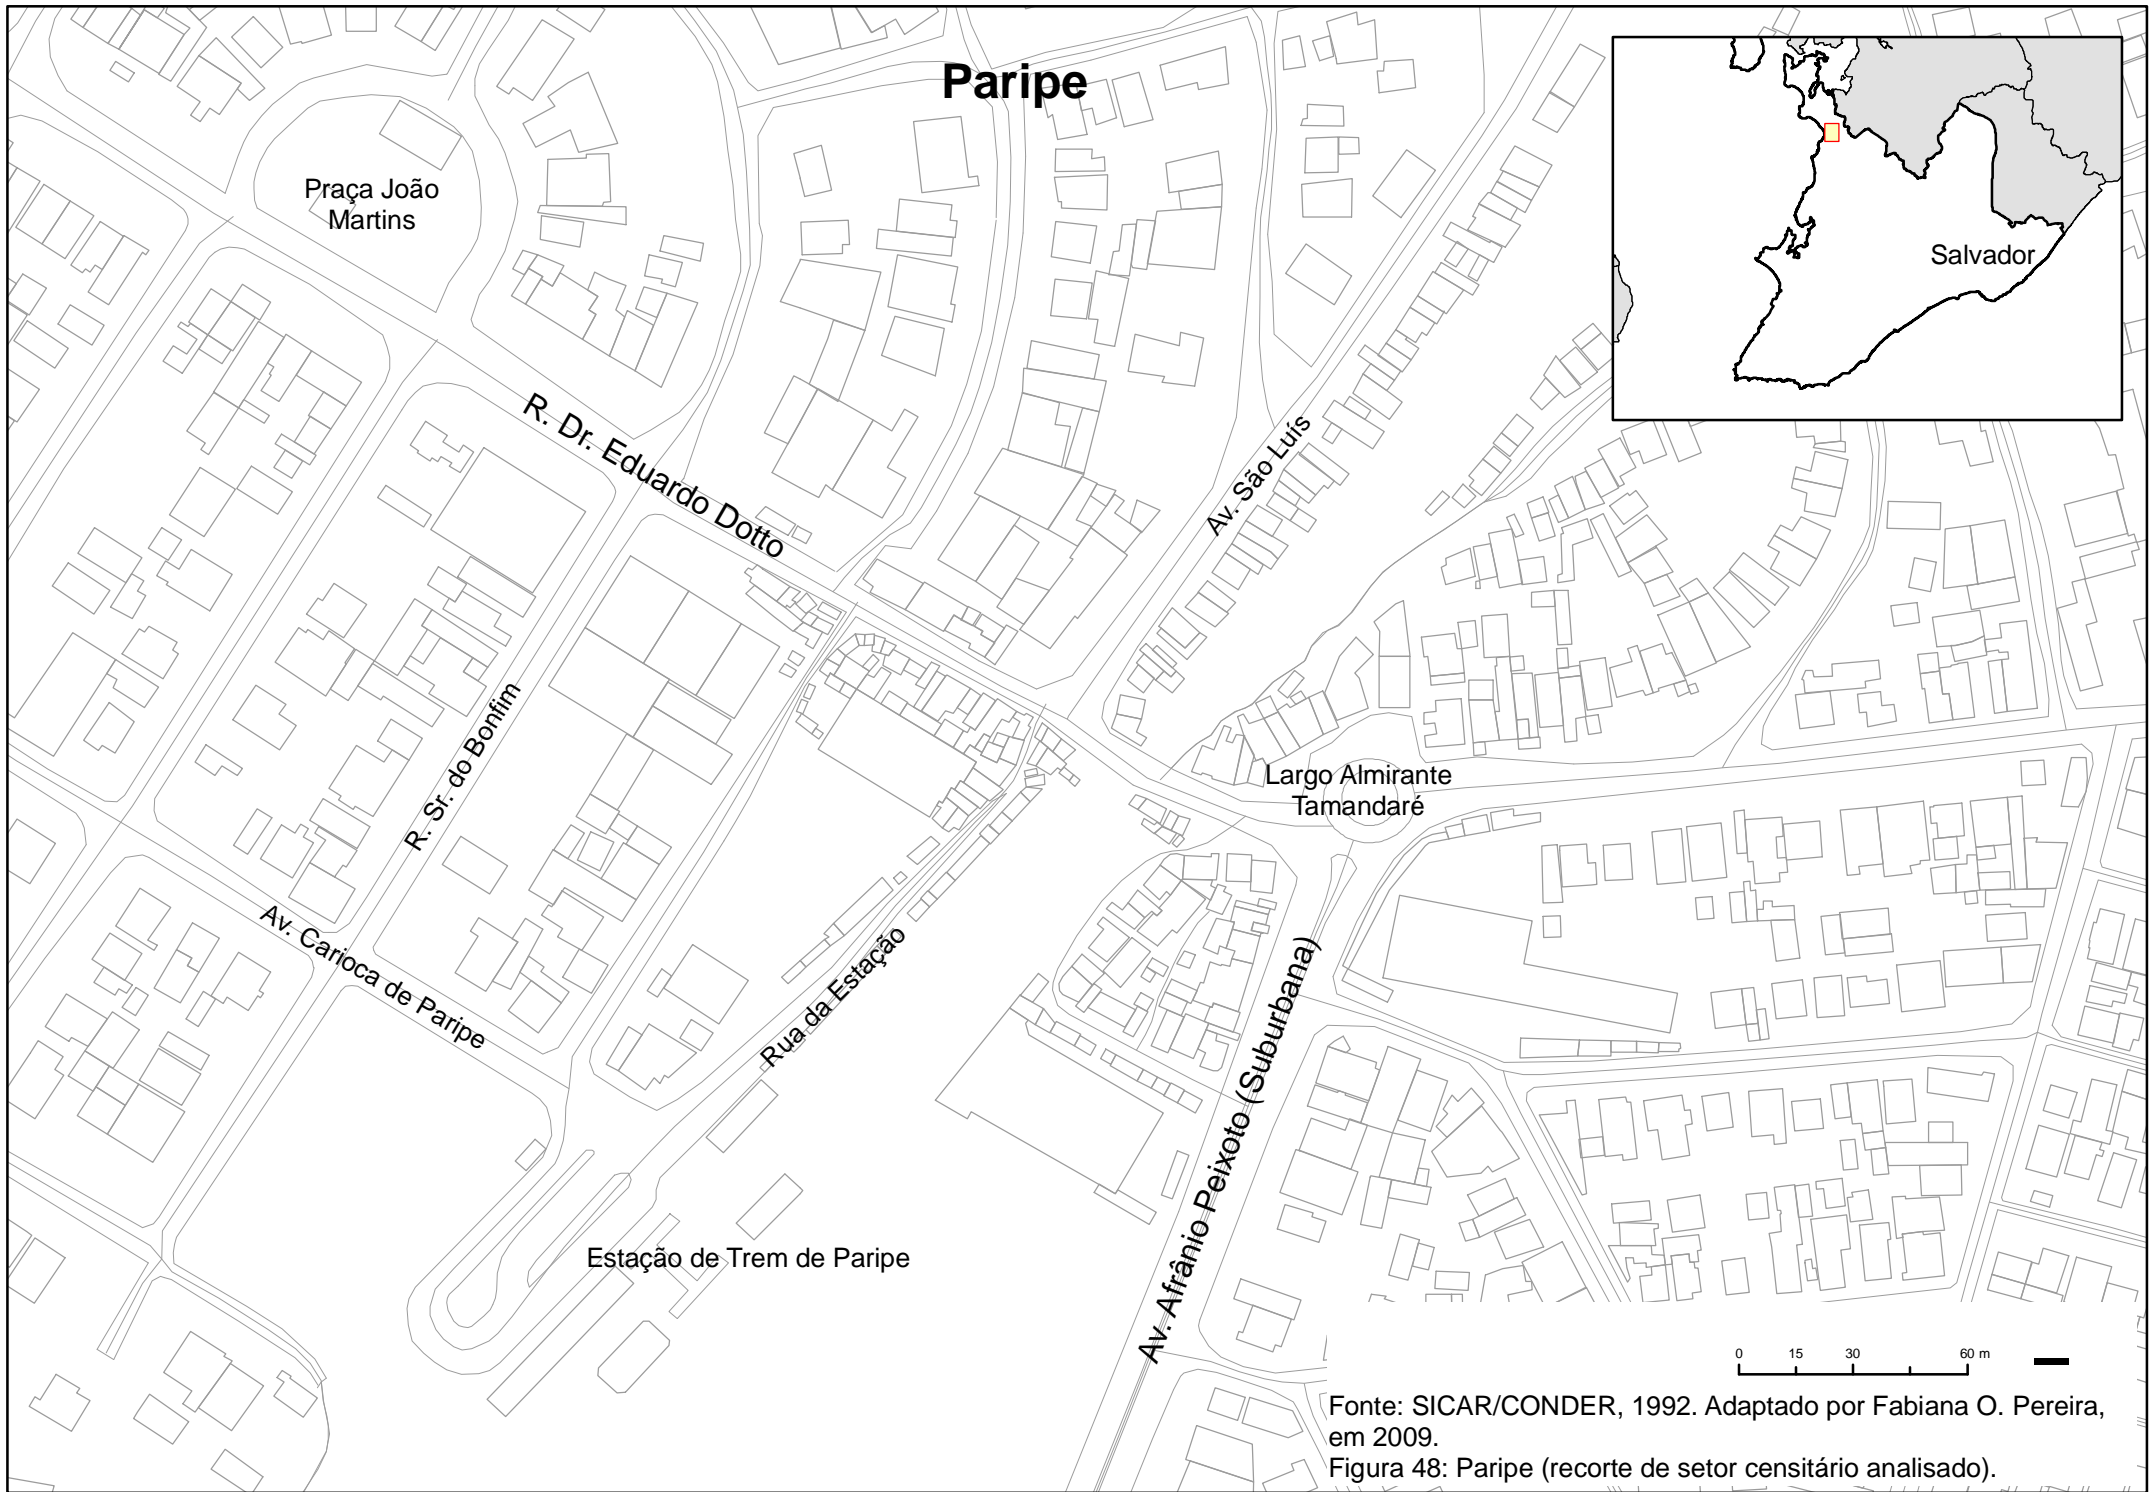 Paripe
Praça João
Martins
Salvador
R. Dr. Eduardo Dotto
Av. São Luís
R. Sr. do Bonfim
Largo Almirante
Tamandaré
Av. Carioca de Paripe
Rua da Estação
Av. Afrânio Peixoto (Suburbana)
Estação de Trem de Paripe
0 15 30 60 m
Fonte: SICAR/CONDER, 1992. Adaptado por Fabiana O. Pereira,
em 2009.
Figura 48: Paripe (recorte de setor censitário analisado).